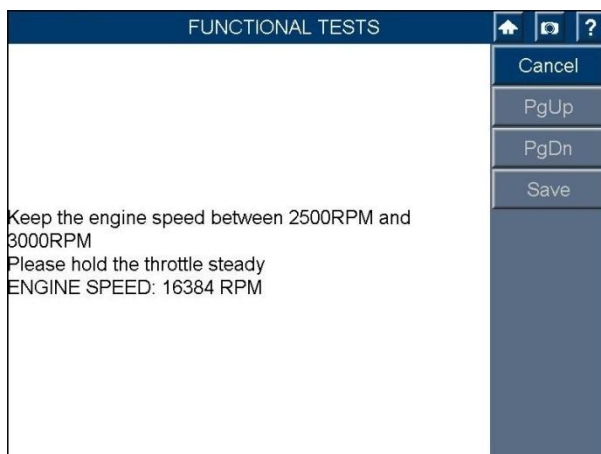 FUNCTIONAL TESTS
?
Cancel
PgUp
PgDn
Save
Keep the engine speed between 2500RPM and
3000RPM
Please hold the throttle steady
ENGINE SPEED: 16384 RPM